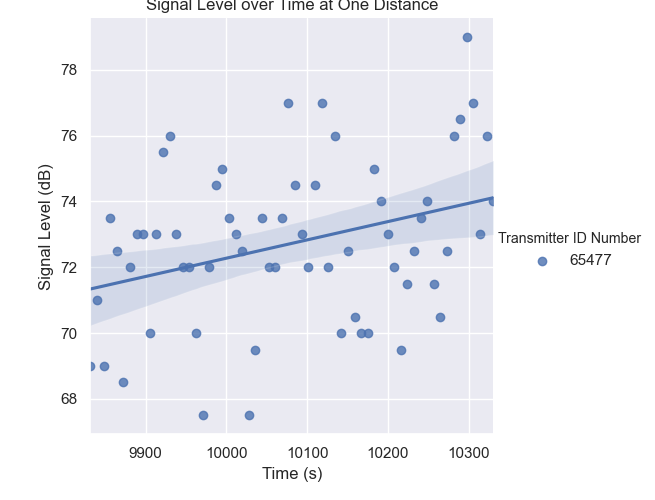 Signal Level over Time at One Distance
78
76
74
72
70
68
Signal Level (dB)
9900 10000 10100 10200 10300
Time (s)
Transmitter ID Number
65477